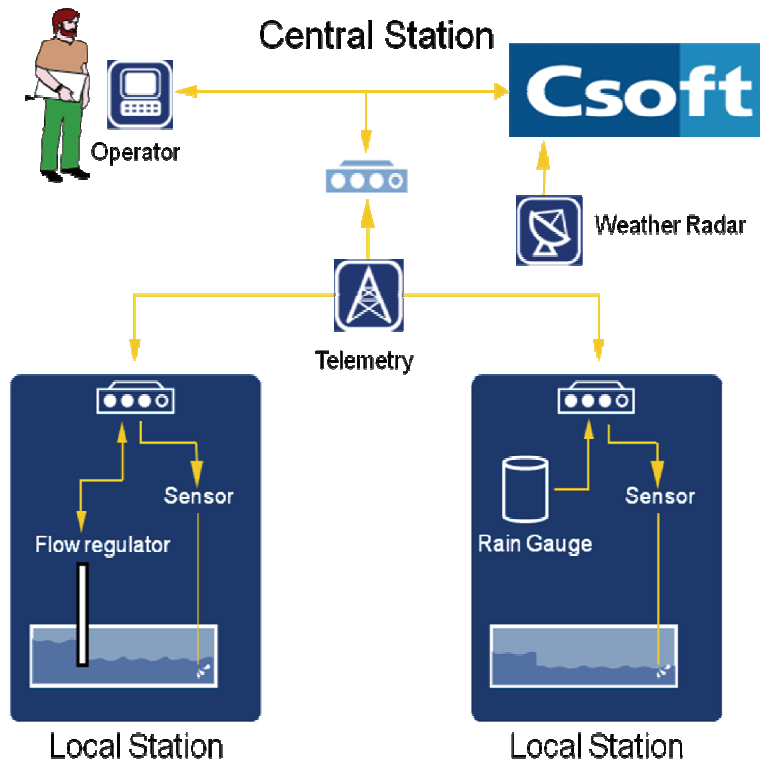 Central Station
Csoft
Operator
Weather Radar
Telemetry
Sensor
Flow regulator
Sensor
Rain Gauge
Local Station
Local Station